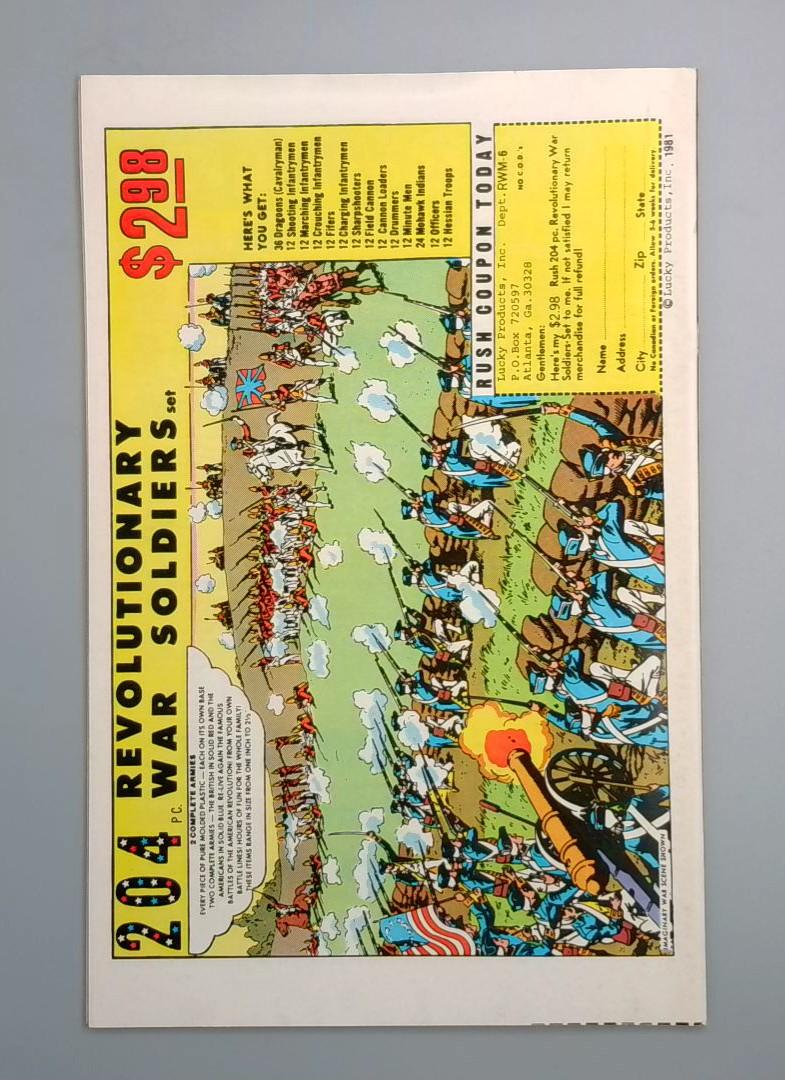 204 PC. REVOLUTIONARY
WAR SOLDIERS set
$2.98
2 COMPLETE ARMIES
EVERY PIECE OF PURE MOLDED PLASTIC — EACH ON ITS OWN BASE
TWO COMPLETE ARMIES — THE BRITISH IN SOLID RED AND THE
AMERICANS IN SOLID BLUE. RE-LIVE AGAIN THE FAMOUS
BATTLES OF THE AMERICAN REVOLUTION! FROM YOUR OWN
BATTLE LINES! HOURS OF FUN FOR THE WHOLE FAMILY!
THESE ITEMS RANGE IN SIZE FROM ONE INCH TO 2½"
HERE'S WHAT
YOU GET:
36 Dragoons (Cavalryman)
12 Shooting Infantrymen
12 Marching Infantrymen
12 Crouching Infantrymen
12 Fifers
12 Charging Infantrymen
12 Sharpshooters
12 Field Cannon
12 Cannon Loaders
12 Drummers
12 Minute Men
24 Mohawk Indians
12 Officers
12 Hessian Troops
RUSH COUPON TODAY
Lucky Products, Inc. Dept. RWM-6
P.O.Box 720597
NO C.O.D.'s
Atlanta, Ga.30328
Gentlemen:
Here's my $2.98 Rush 204 pc. Revolutionary War
Soldiers Set to me. If not satisfied I may return
merchandise for full refund!
Name
Address
City Zip State
No Canadian or Foreign orders. Allow 5-6 weeks for delivery
© Lucky Products, Inc. 1981
IMAGINARY WAR SCENE SHOWN